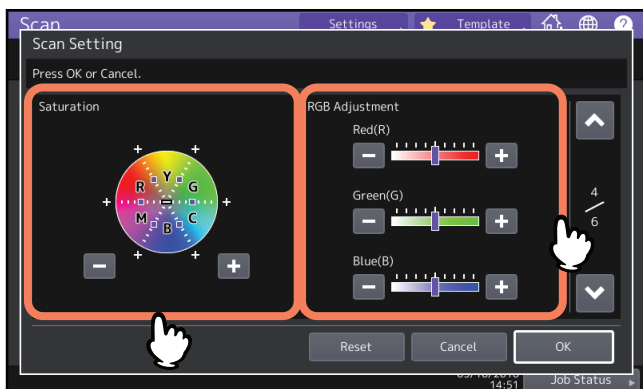 Scan
Settings
Template
?
Scan Setting
Press OK or Cancel.
Saturation
RGB Adjustment
Red(R)
Green(G)
Blue(B)
Y
R
G
M
C
B
4
6
Reset
Cancel
OK
14:51
Job Status